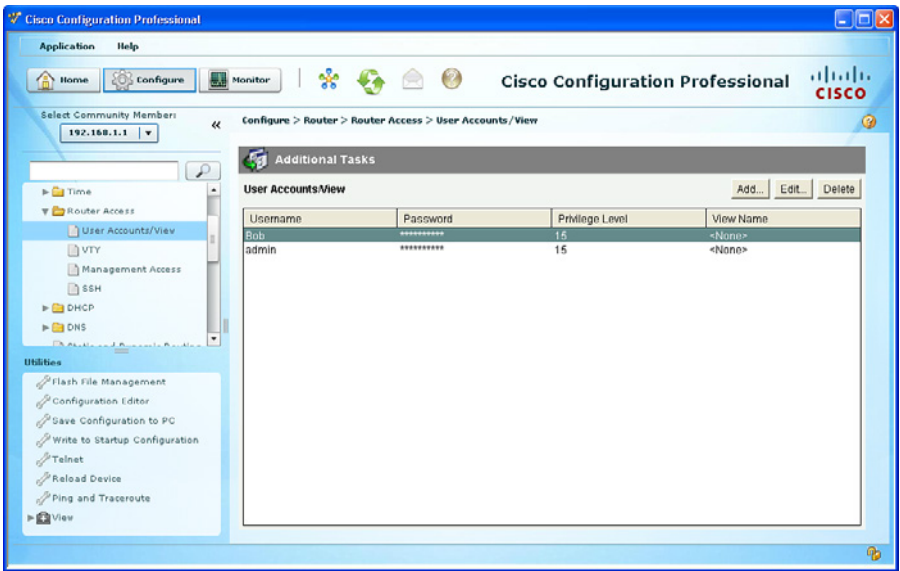 Cisco Configuration Professional
Application Help
Home Configure Monitor Cisco Configuration Professional
CISCO
Select Community Member:
192.168.1.1
Configure > Router > Router Access > User Accounts/View
Additional Tasks
User Accounts/View Add... Edit... Delete
Username Password Privilege Level View Name
Bob ********** 15 <None>
admin ********** 15 <None>
Time
Router Access
User Accounts/View
VTY
Management Access
SSH
DHCP
DNS
Static and Dynamic Routing
Utilities
Flash File Management
Configuration Editor
Save Configuration to PC
Write to Startup Configuration
Telnet
Reload Device
Ping and Traceroute
View